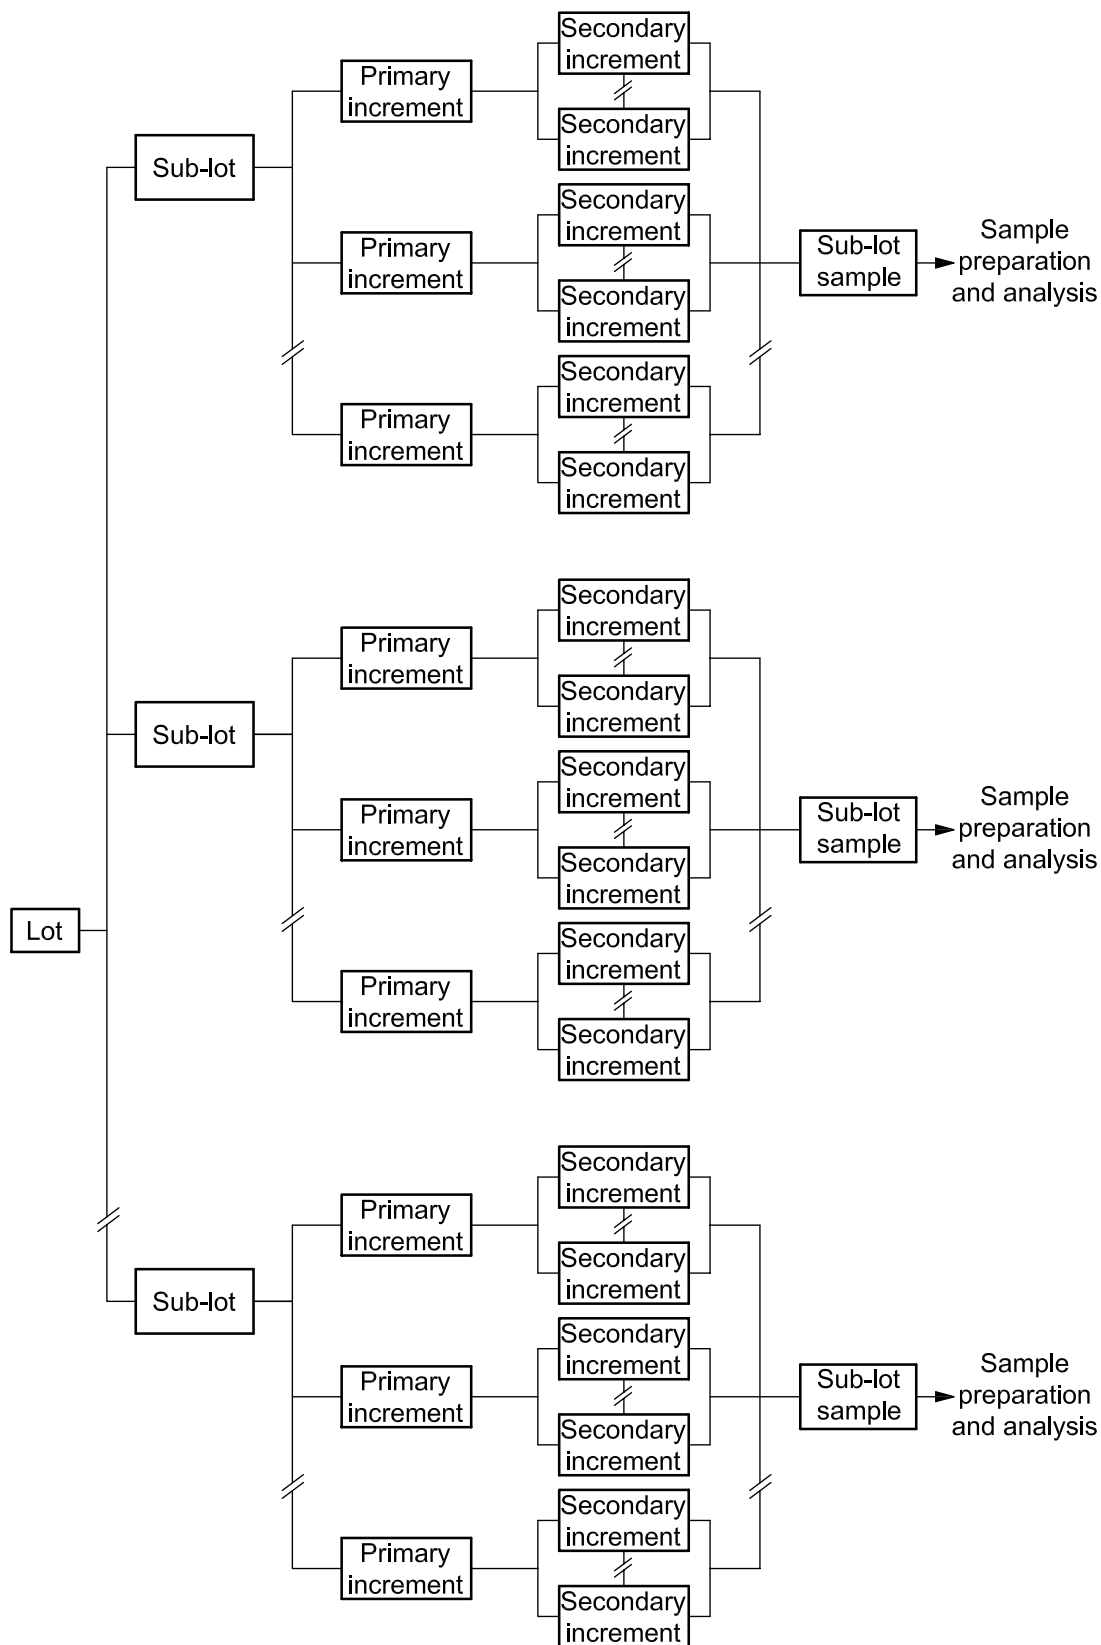 Secondary
increment
Primary
increment
Secondary
increment
Sub-lot
Secondary
increment
Primary
increment
Sub-lot
sample
Sample
preparation
and analysis
Secondary
increment
Secondary
increment
Primary
increment
Secondary
increment
Secondary
increment
Primary
increment
Secondary
increment
Sub-lot
Secondary
increment
Primary
increment
Sub-lot
sample
Sample
preparation
and analysis
Secondary
increment
Lot
Secondary
increment
Primary
increment
Secondary
increment
Secondary
increment
Primary
increment
Secondary
increment
Sub-lot
Secondary
increment
Primary
increment
Sub-lot
sample
Sample
preparation
and analysis
Secondary
increment
Secondary
increment
Primary
increment
Secondary
increment